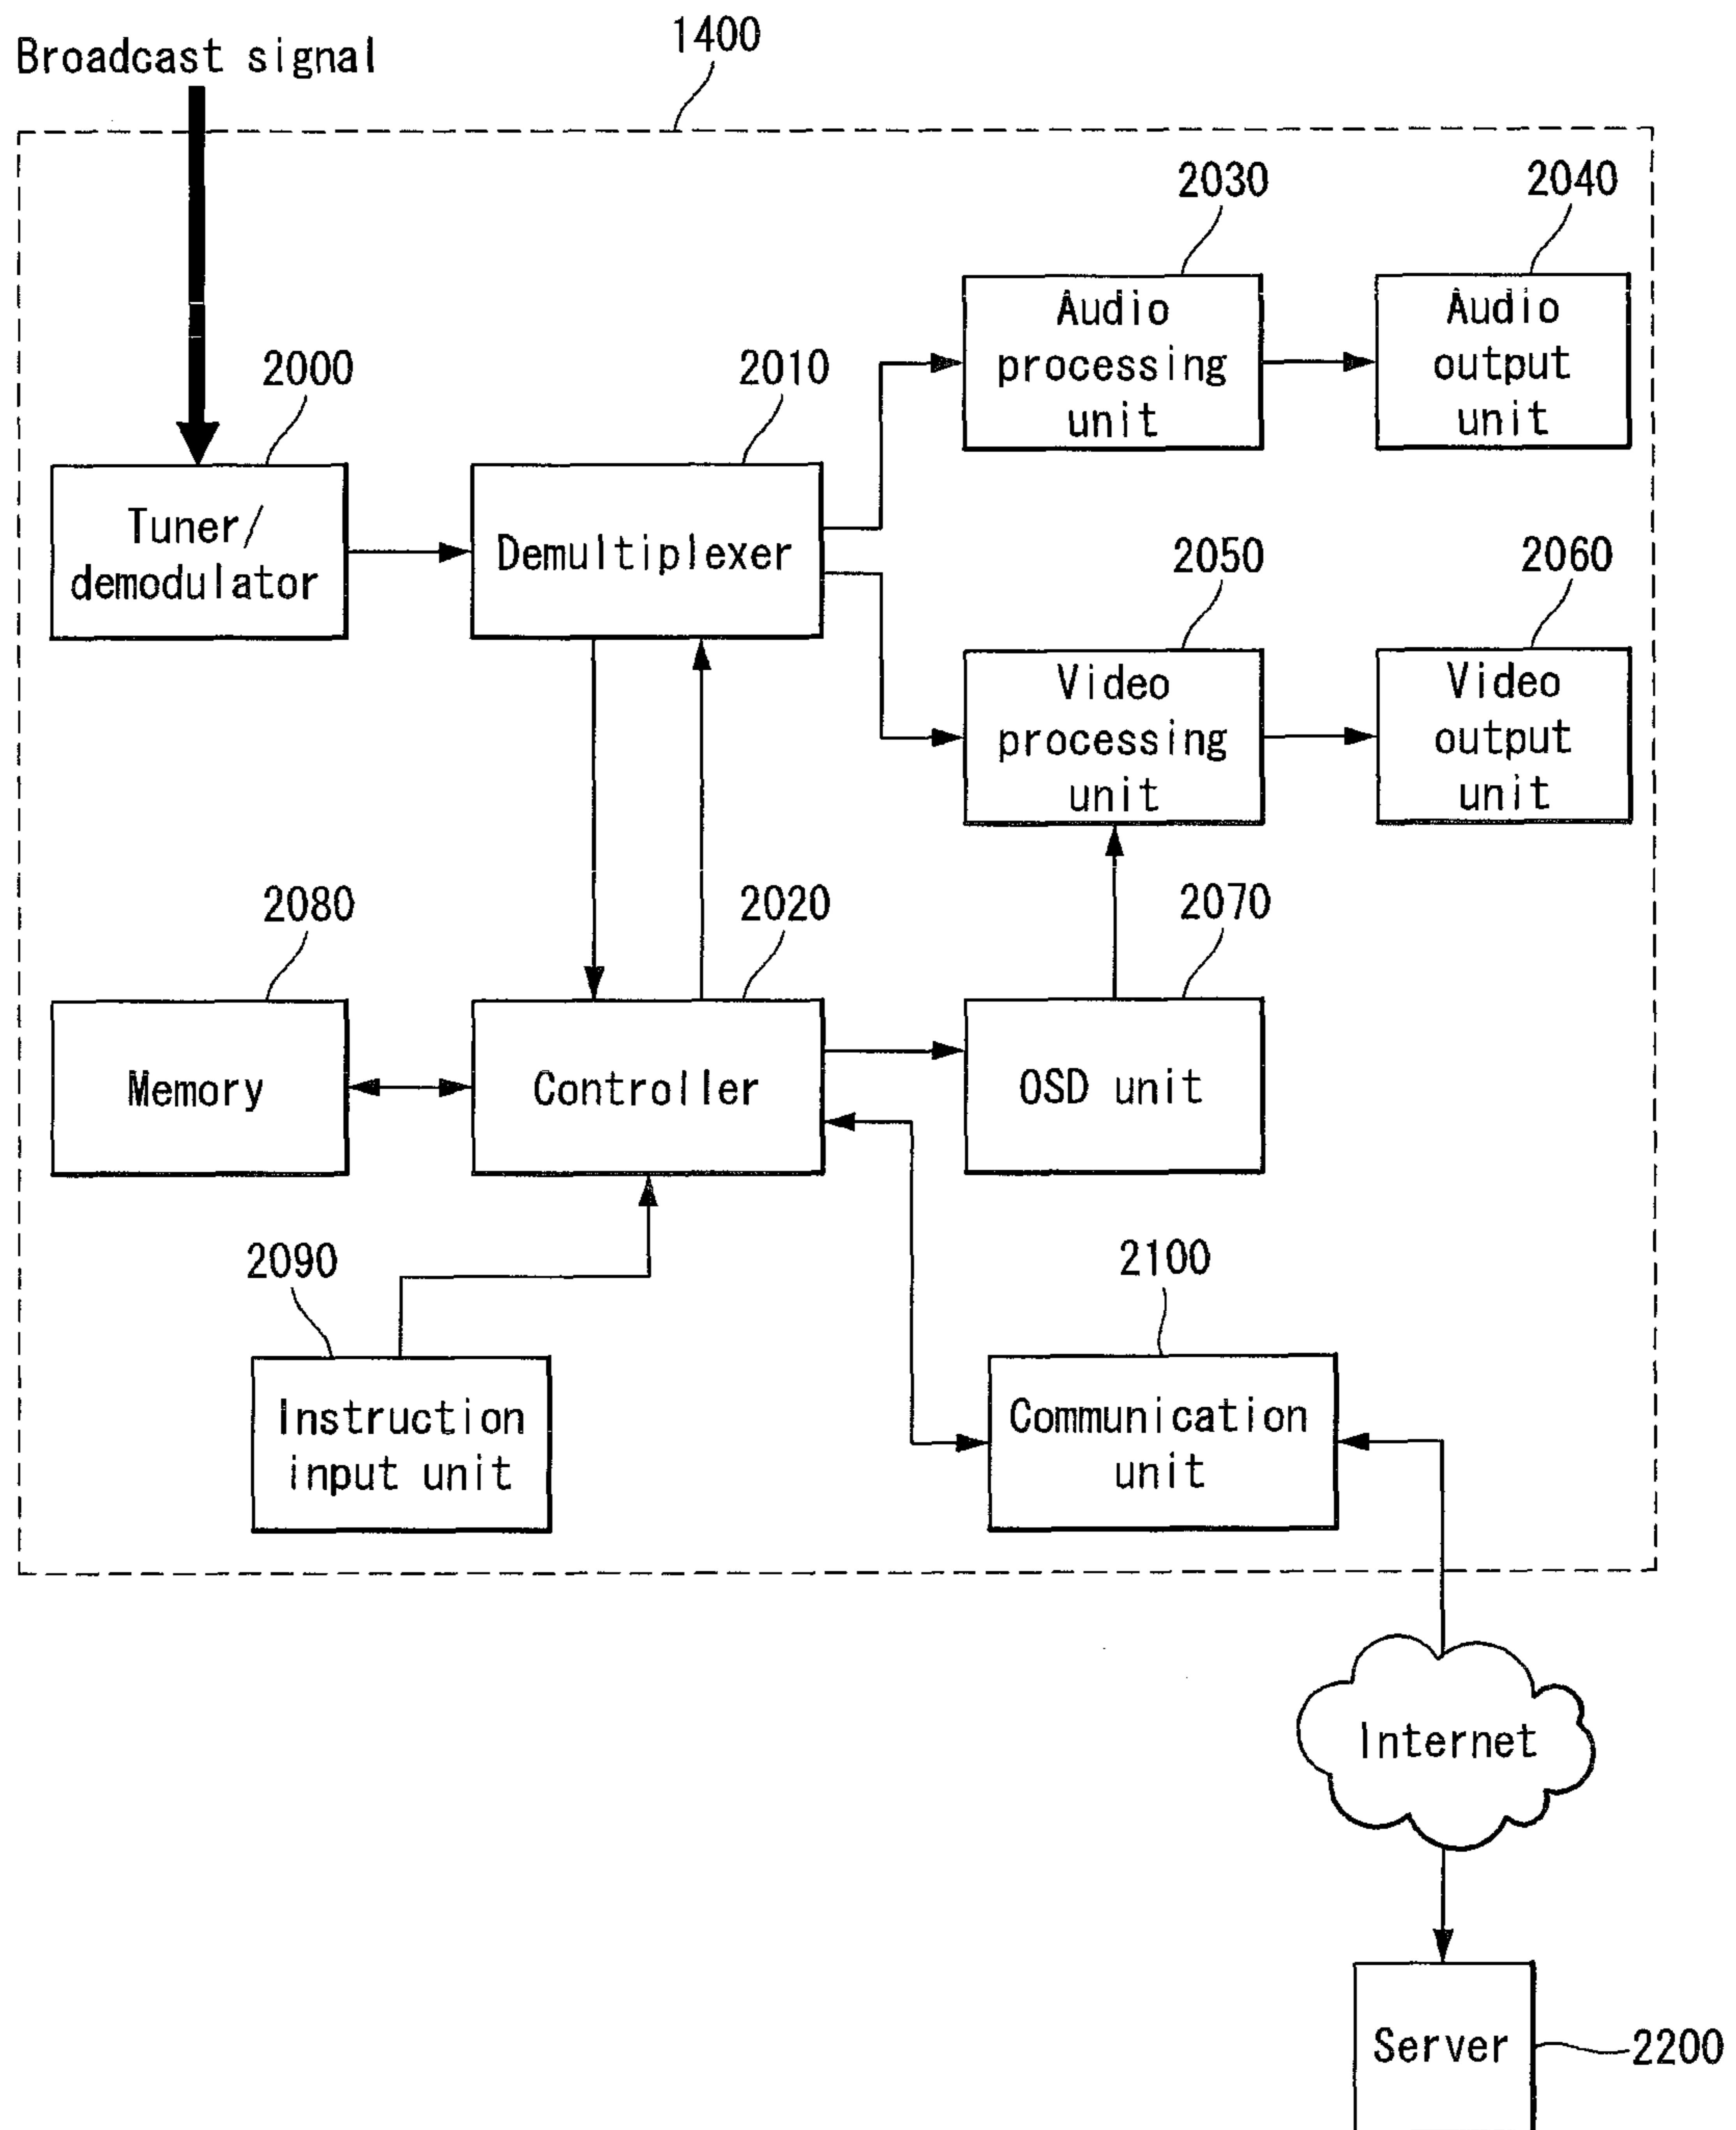 Broadcast signal
1400
2030
2040
Audio
processing
unit
Audio
output
unit
2000
2010
Tuner/
demodulator
Demultiplexer
2050
2060
Video
processing
unit
Video
output
unit
2080
2020
2070
Memory
Controller
OSD unit
2090
2100
Instruction
input unit
Communication
unit
Internet
Server
2200